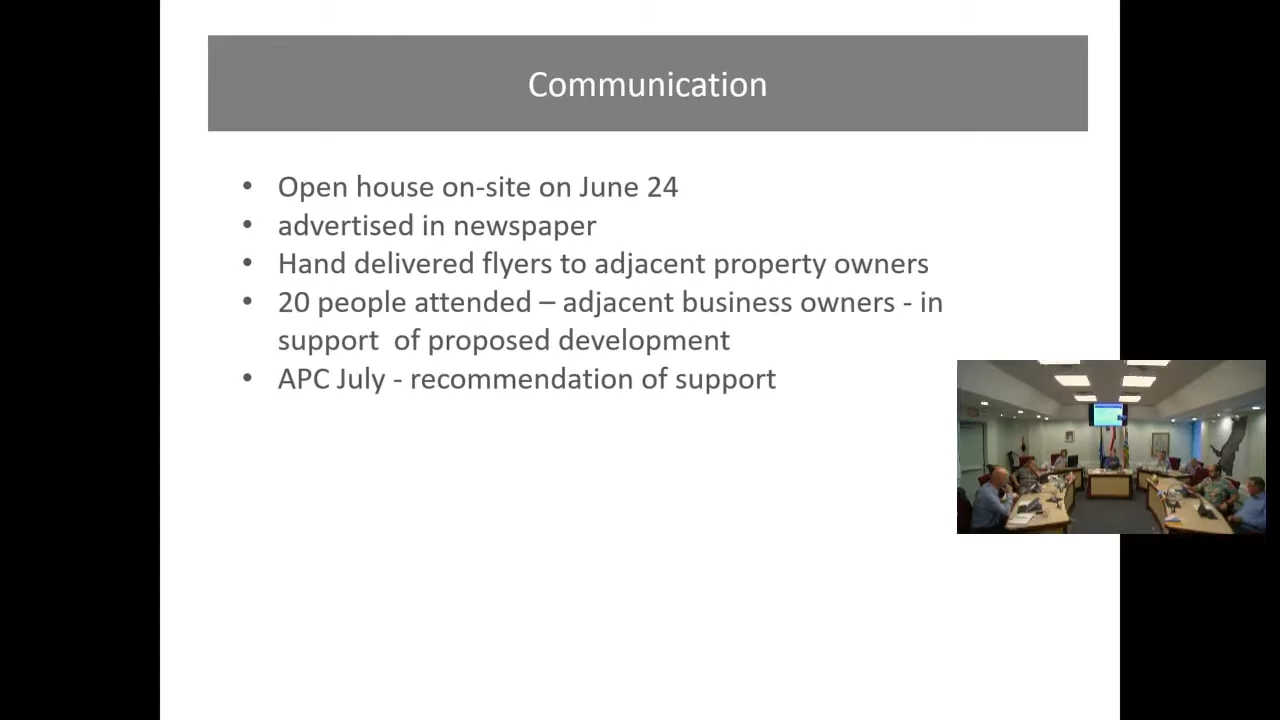 Communication
• Open house on-site on June 24
• advertised in newspaper
• Hand delivered flyers to adjacent property owners
• 20 people attended – adjacent business owners - in
support  of proposed development
• APC July - recommendation of support